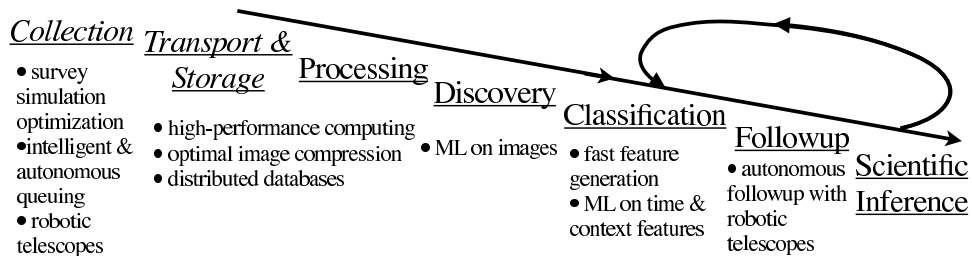 Collection
• survey
simulation
optimization
•intelligent &
autonomous
queuing
• robotic
telescopes
Transport &
Storage
• high-performance computing
• optimal image compression
• distributed databases
Processing
Discovery
• ML on images
Classification
• fast feature
generation
• ML on time &
context features
Followup
• autonomous
followup with
robotic
telescopes
Scientific
Inference